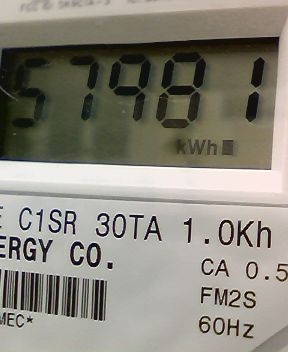 57981
kWh
E C1SR 30TA 1.0Kh
ERGY CO.
CA 0.5
FM2S
MEC*
60Hz